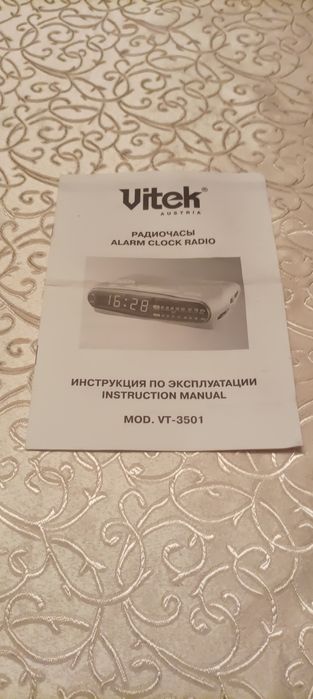 Vitek®
AUSTRIA
РАДИОЧАСЫ
ALARM CLOCK RADIO
16:28
ИНСТРУКЦИЯ ПО ЭКСПЛУАТАЦИИ
INSTRUCTION MANUAL
MOD. VT-3501